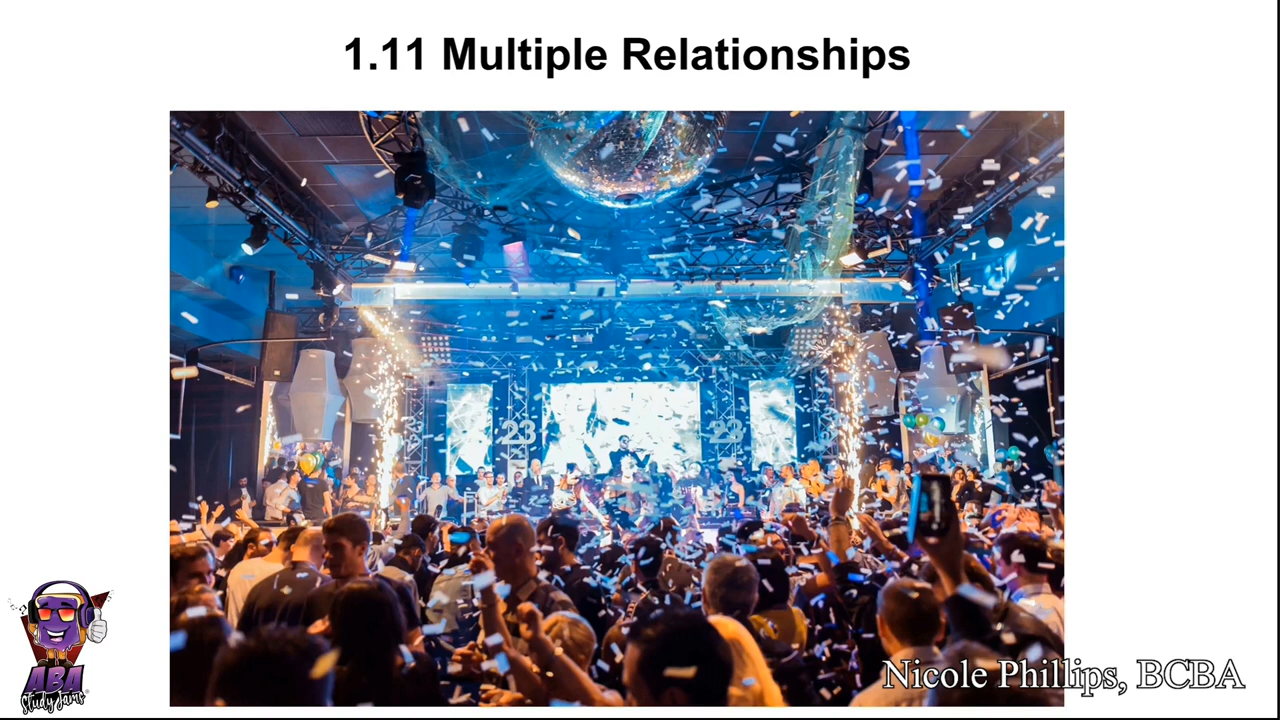 1.11 Multiple Relationships
23
23
Nicole Phillips, BCBA
ABA
Study Jams